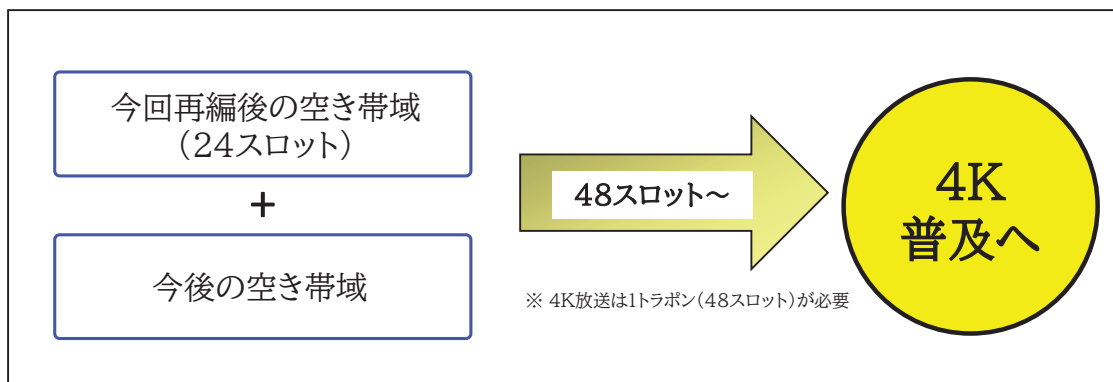 今回再編後の空き帯域
（24スロット）
+
今後の空き帯域
48スロット～
※ 4K放送は1トラポン（48スロット）が必要
4K
普及へ